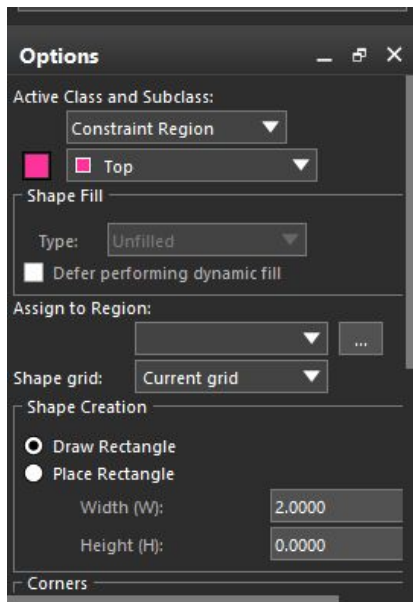 Options
Active Class and Subclass:
Constraint Region
Top
Shape Fill
Type: Unfilled
Defer performing dynamic fill
Assign to Region:
...
Shape grid: Current grid
Shape Creation
Draw Rectangle
Place Rectangle
Width (W): 2.0000
Height (H): 0.0000
Corners